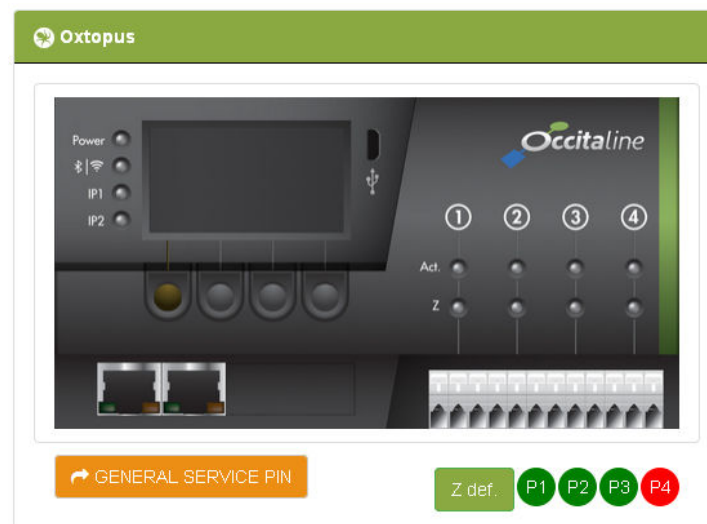 Oxtopus
Power
IP1
IP2
Occitaline
1 2 3 4
Act.
Z
GENERAL SERVICE PIN
Z def. P1 P2 P3 P4